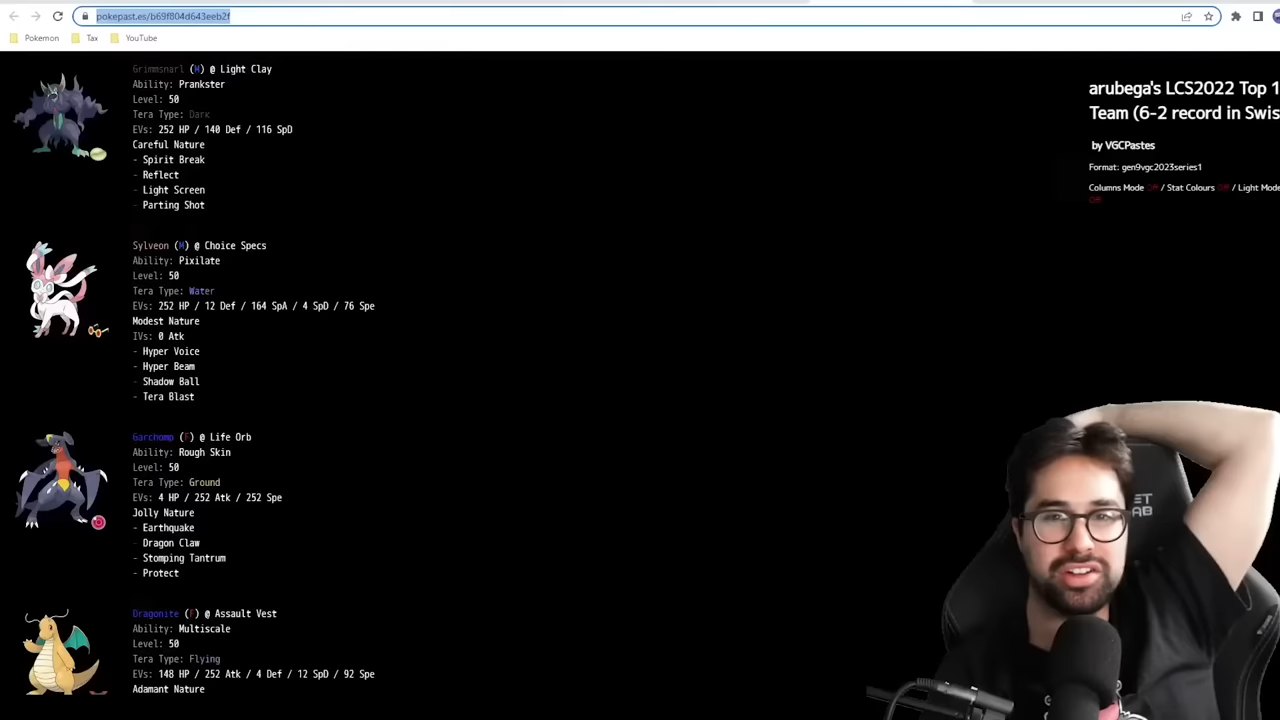 pokepast.es/b69f804d643eeb2f
Pokemon Tax YouTube
Grimmsnarl (M) @ Light Clay
Ability: Prankster
Level: 50
Tera Type: Dark
EVs: 252 HP / 140 Def / 116 SpD
Careful Nature
- Spirit Break
- Reflect
- Light Screen
- Parting Shot
Sylveon (M) @ Choice Specs
Ability: Pixilate
Level: 50
Tera Type: Water
EVs: 252 HP / 12 Def / 164 SpA / 4 SpD / 76 Spe
Modest Nature
IVs: 0 Atk
- Hyper Voice
- Hyper Beam
- Shadow Ball
- Tera Blast
Garchomp (F) @ Life Orb
Ability: Rough Skin
Level: 50
Tera Type: Ground
EVs: 4 HP / 252 Atk / 252 Spe
Jolly Nature
- Earthquake
- Dragon Claw
- Stomping Tantrum
- Protect
Dragonite (F) @ Assault Vest
Ability: Multiscale
Level: 50
Tera Type: Flying
EVs: 148 HP / 252 Atk / 4 Def / 12 SpD / 92 Spe
Adamant Nature
arubega's LCS2022 Top 1
Team (6-2 record in Swis
by VGCPastes
Format: gen9vgc2023series1
Columns Mode Off / Stat Colours Off / Light Mode
Off